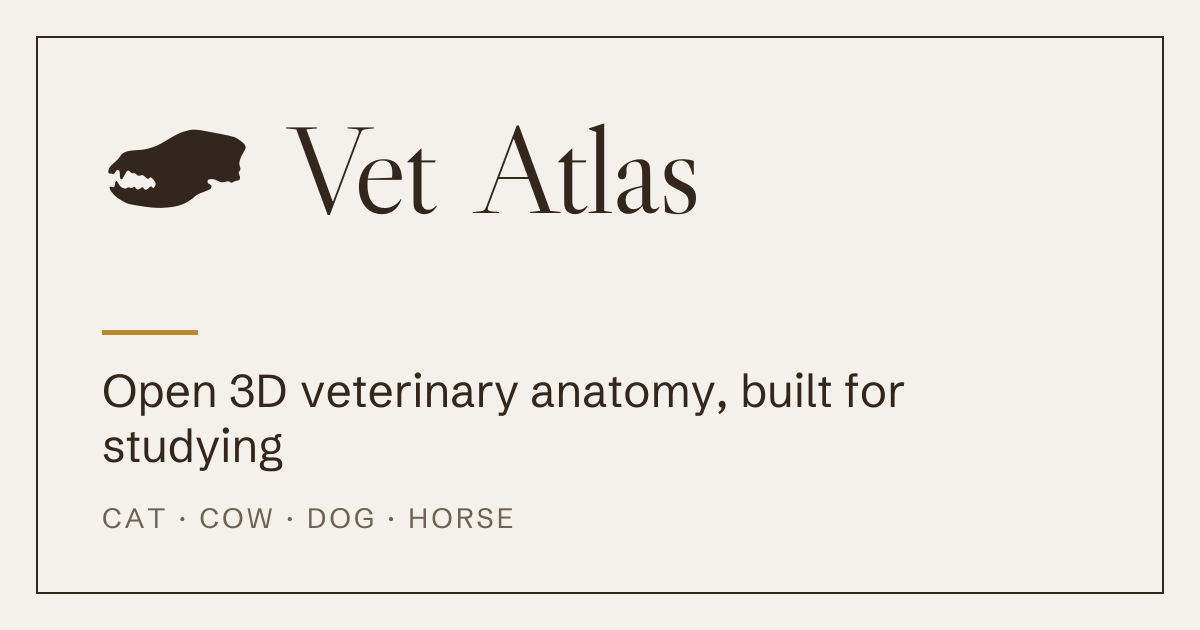 Vet Atlas
Open 3D veterinary anatomy, built for
studying
CAT · COW · DOG · HORSE